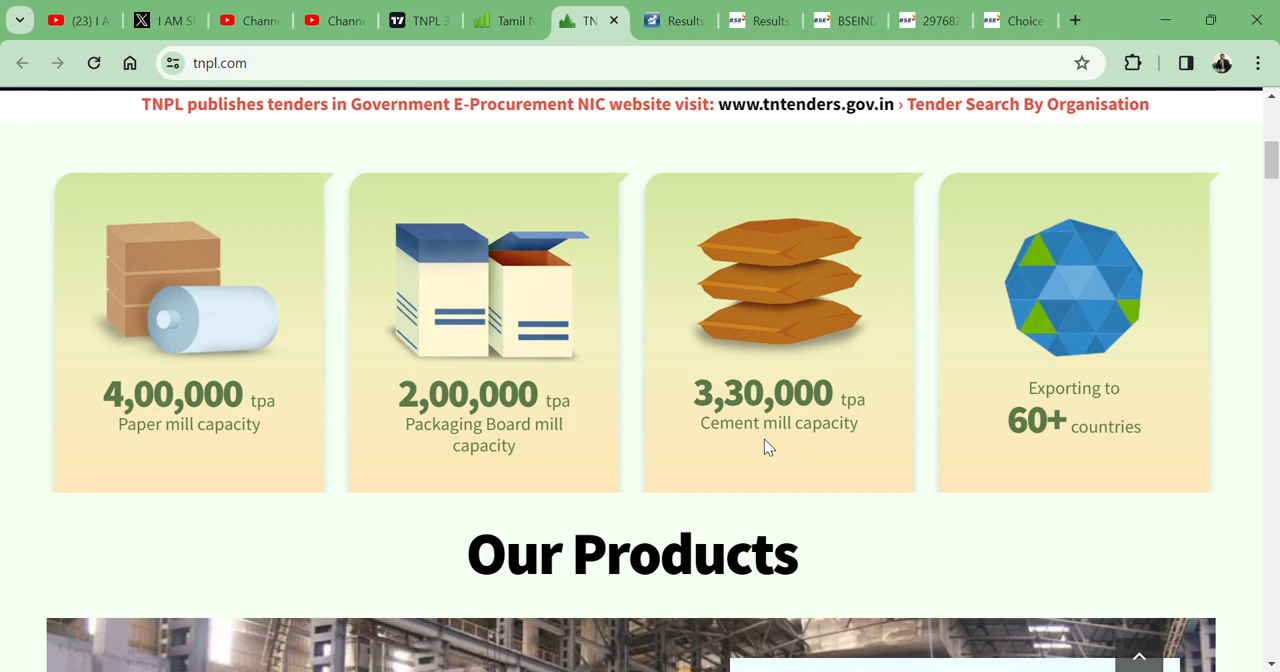 (23) I A
I AM S
Channe
Channe
TNPL 3
Tamil N
TN
Results
Results
BSEIND
29768
Choice
tnpl.com
TNPL publishes tenders in Government E-Procurement NIC website visit: www.tntenders.gov.in › Tender Search By Organisation
4,00,000 tpa
Paper mill capacity
2,00,000 tpa
Packaging Board mill
capacity
3,30,000 tpa
Cement mill capacity
Exporting to
60+ countries
Our Products